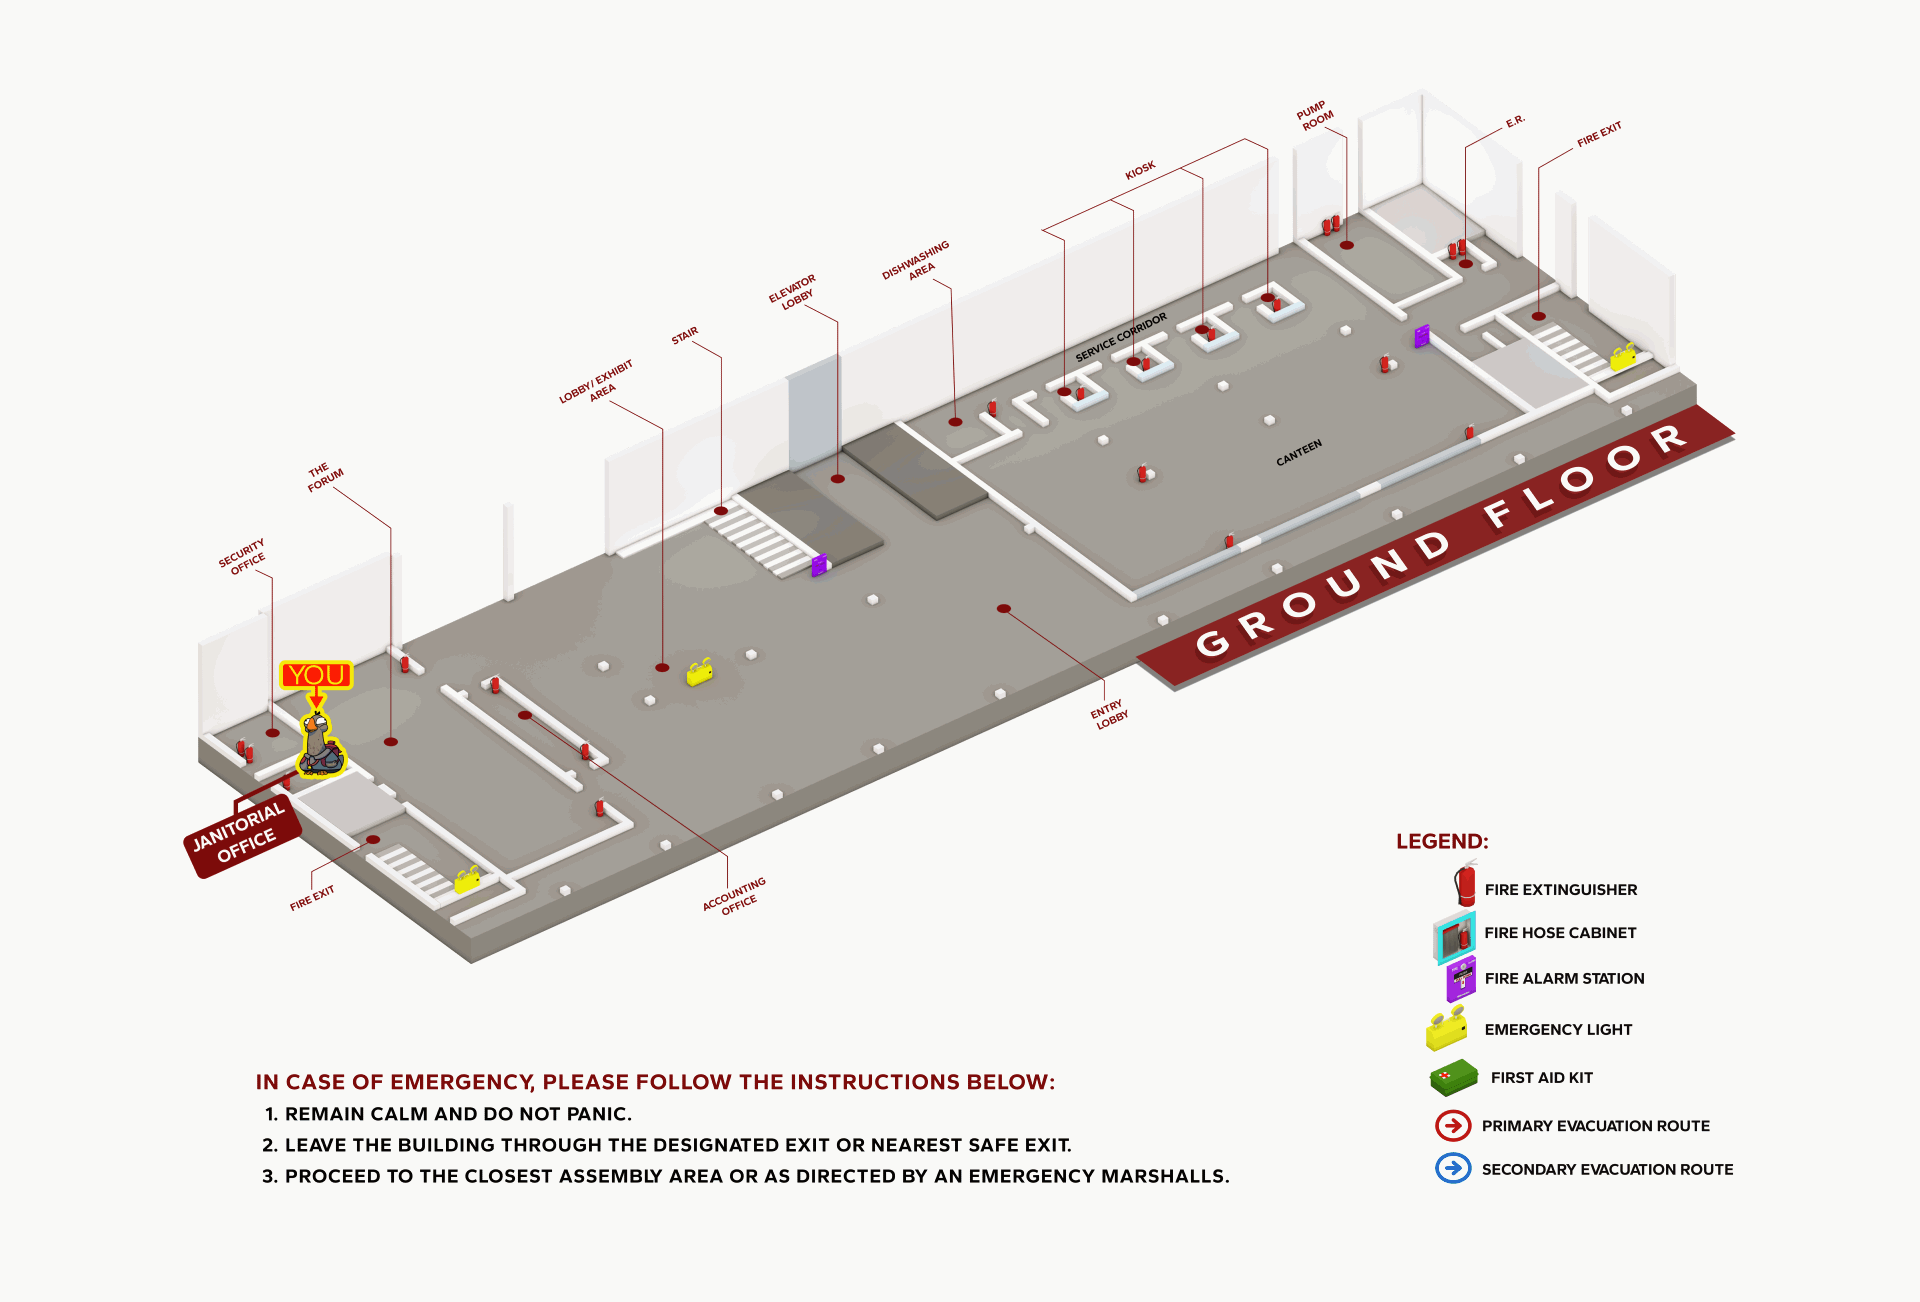 PUMP
ROOM
E.R.
FIRE EXIT
KIOSK
DISHWASHING
AREA
ELEVATOR
LOBBY
STAIR
LOBBY/ EXHIBIT
AREA
SERVICE CORRIDOR
CANTEEN
THE
FORUM
SECURITY
OFFICE
YOU
GROUND FLOOR
ENTRY
LOBBY
JANITORIAL
OFFICE
FIRE EXIT
ACCOUNTING
OFFICE
LEGEND:
FIRE EXTINGUISHER
FIRE HOSE CABINET
FIRE ALARM STATION
EMERGENCY LIGHT
FIRST AID KIT
PRIMARY EVACUATION ROUTE
SECONDARY EVACUATION ROUTE
IN CASE OF EMERGENCY, PLEASE FOLLOW THE INSTRUCTIONS BELOW:
1. REMAIN CALM AND DO NOT PANIC.
2. LEAVE THE BUILDING THROUGH THE DESIGNATED EXIT OR NEAREST SAFE EXIT.
3. PROCEED TO THE CLOSEST ASSEMBLY AREA OR AS DIRECTED BY AN EMERGENCY MARSHALLS.